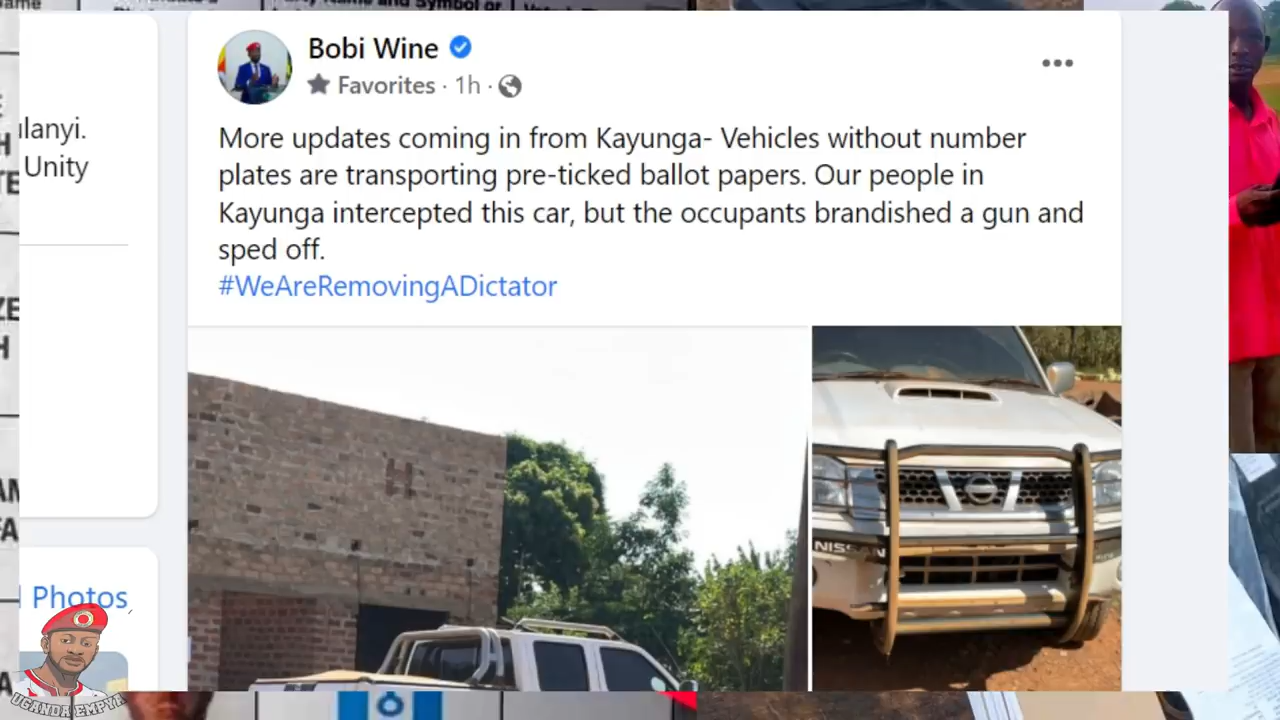 Bobi Wine
Favorites · 1h ·
More updates coming in from Kayunga- Vehicles without number
plates are transporting pre-ticked ballot papers. Our people in
Kayunga intercepted this car, but the occupants brandished a gun and
sped off.
#WeAreRemovingADictator
Unity
Photos
NISSAN
UGANDA EMPYA